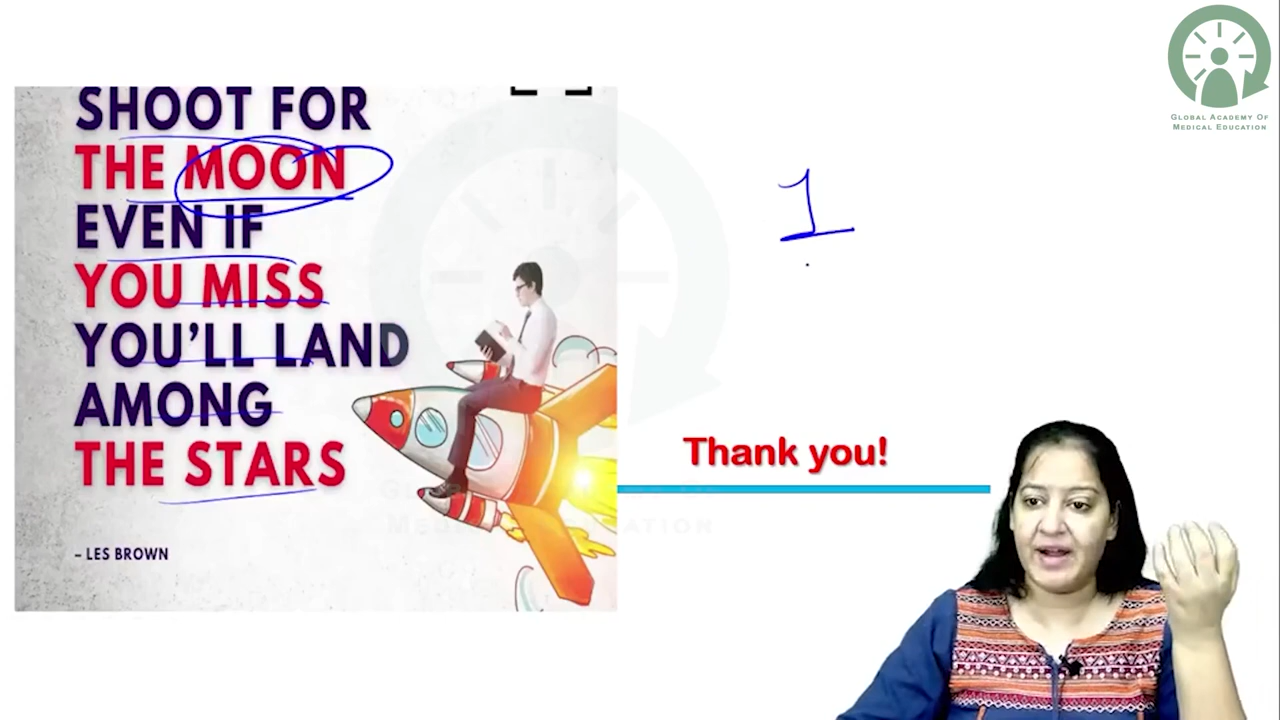 SHOOT FOR
THE MOON
EVEN IF
YOU MISS
YOU'LL LAND
AMONG
THE STARS
– LES BROWN
1
Thank you!
GLOBAL ACADEMY OF
MEDICAL EDUCATION